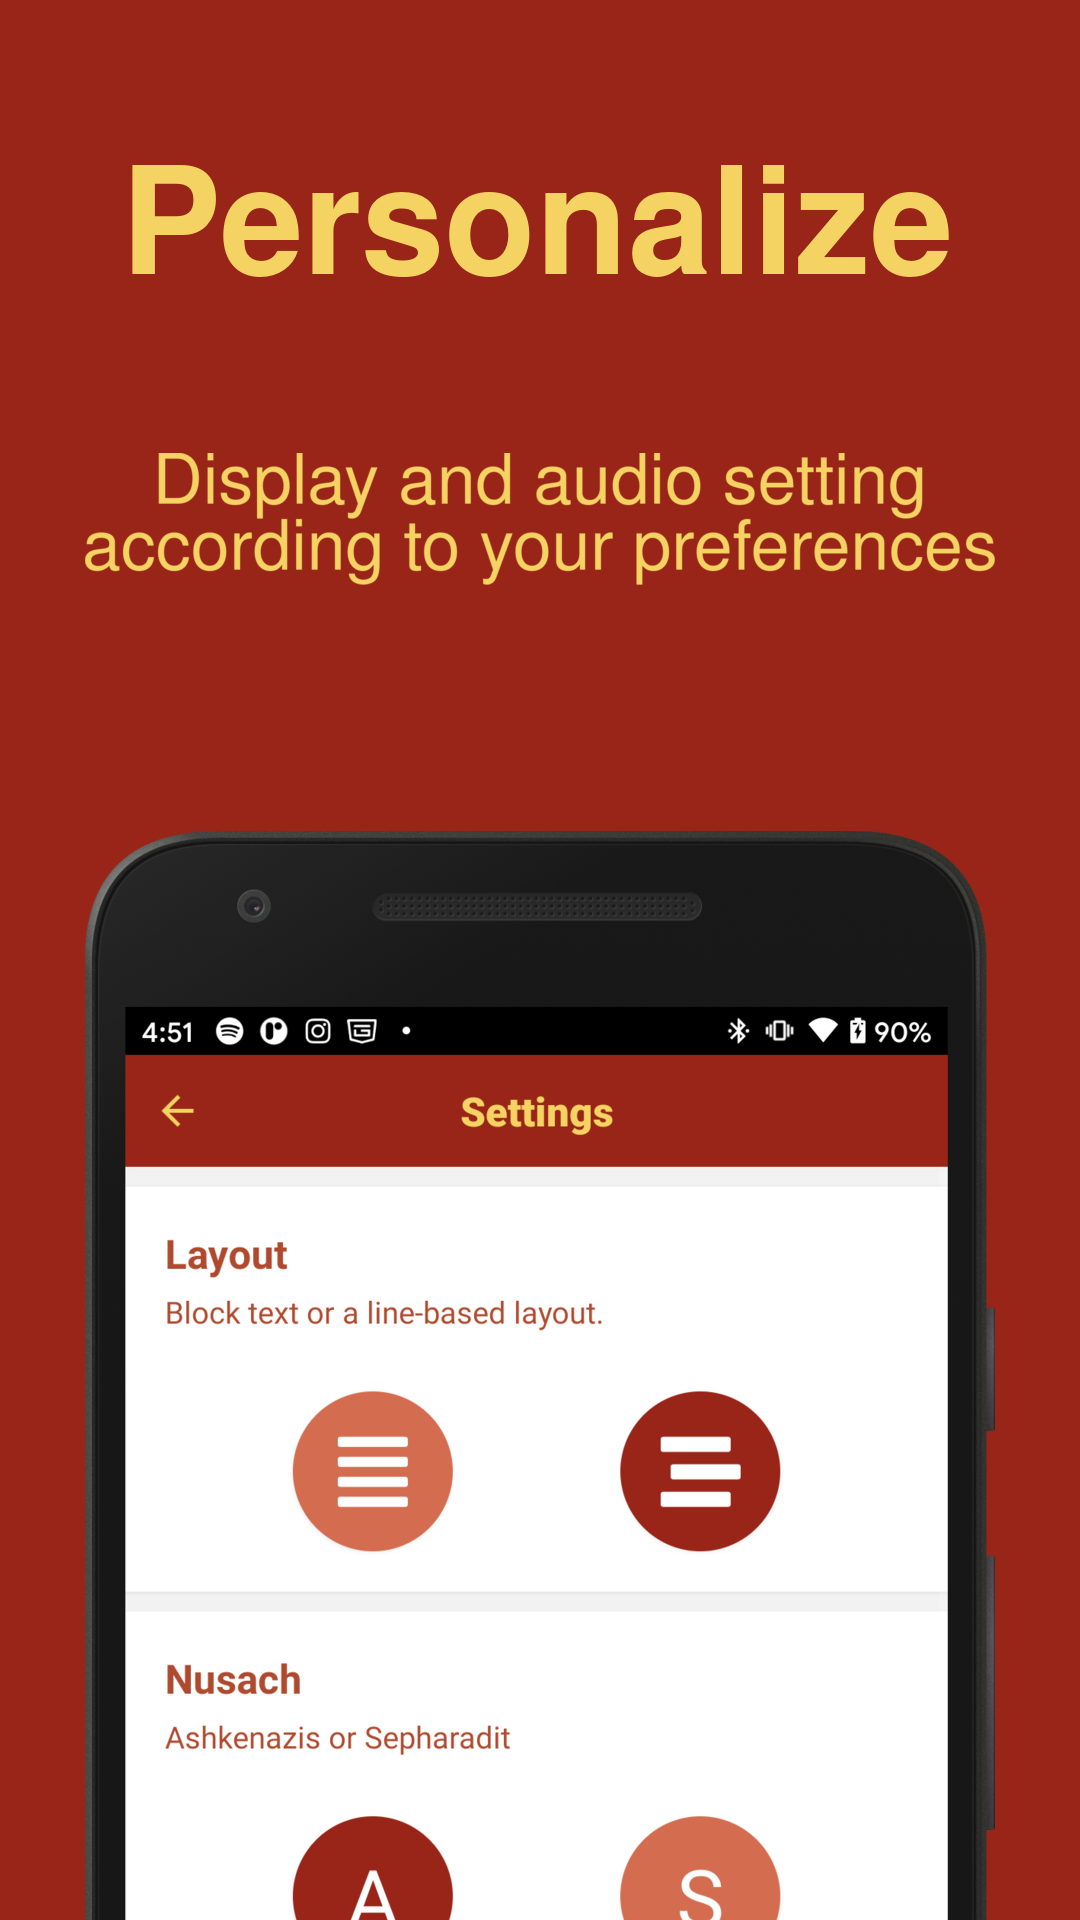 Personalize
Display and audio setting
according to your preferences
4:51 90%
Settings
Layout
Block text or a line-based layout.
Nusach
Ashkenazis or Sepharadit
A S